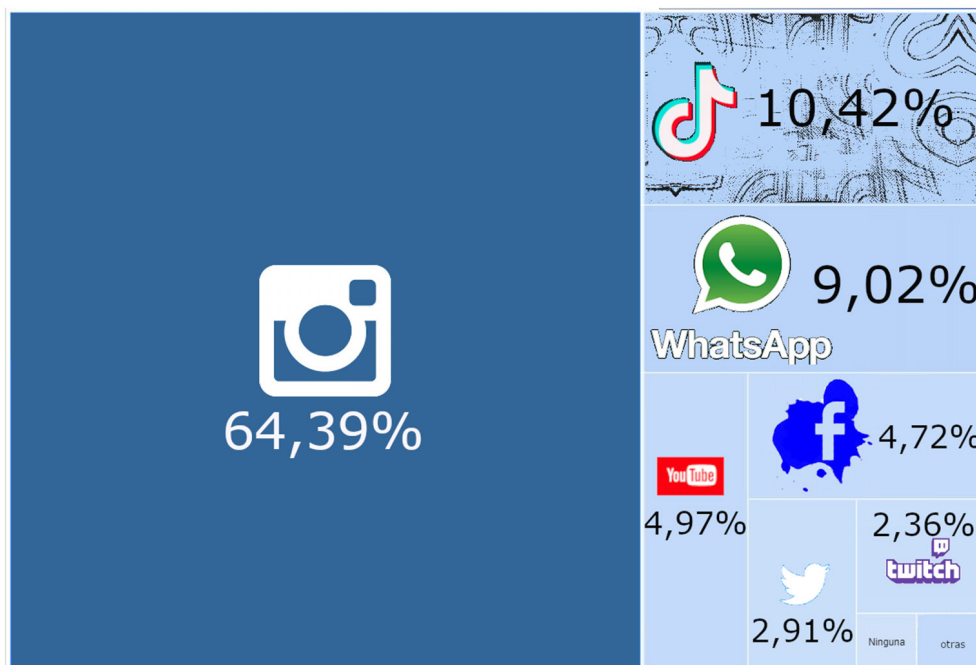 64,39%
10,42%
9,02%
WhatsApp
YouTube
4,97%
4,72%
2,91%
2,36%
twitch
Ninguna
otras